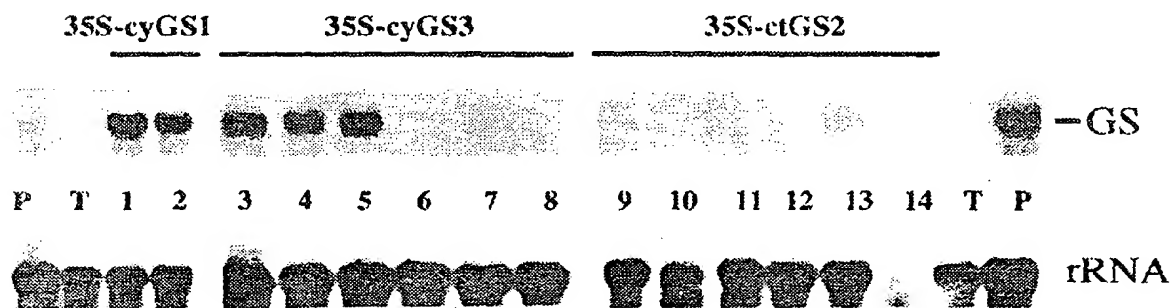 35S-cyGS1 35S-cyGS3 35S-ctGS2
GS
P T 1 2 3 4 5 6 7 8 9 10 11 12 13 14 T P
rRNA